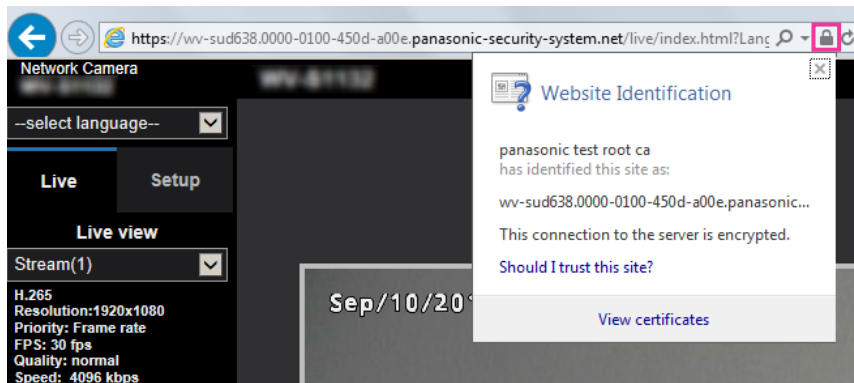 https://wv-sud638.0000-0100-450d-a00e.panasonic-security-system.net/live/index.html?Lang
Network Camera
--select language--
Live Setup
Live view
Stream(1)
H.265
Resolution:1920x1080
Priority: Frame rate
FPS: 30 fps
Quality: normal
Speed: 4096 kbps
Sep/10/20
Website Identification
panasonic test root ca
has identified this site as:
wv-sud638.0000-0100-450d-a00e.panasonic...
This connection to the server is encrypted.
Should I trust this site?
View certificates